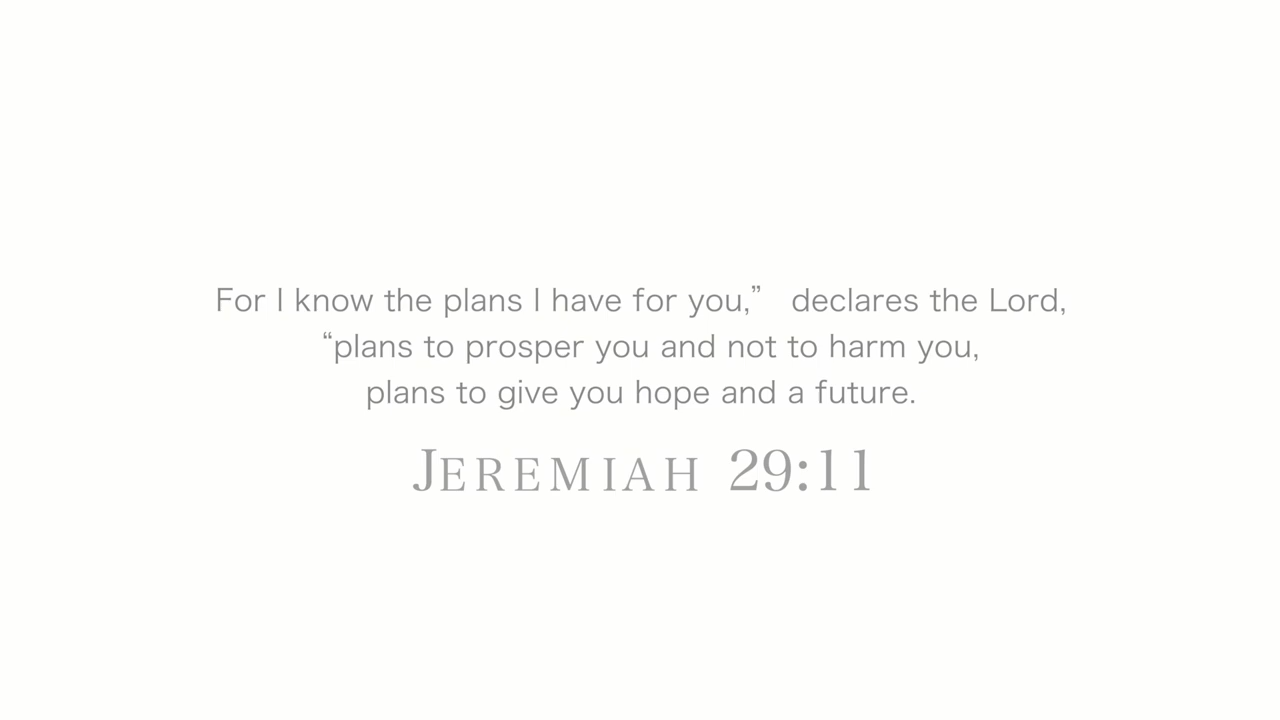 For I know the plans I have for you,” declares the Lord,
“plans to prosper you and not to harm you,
plans to give you hope and a future.
JEREMIAH 29:11